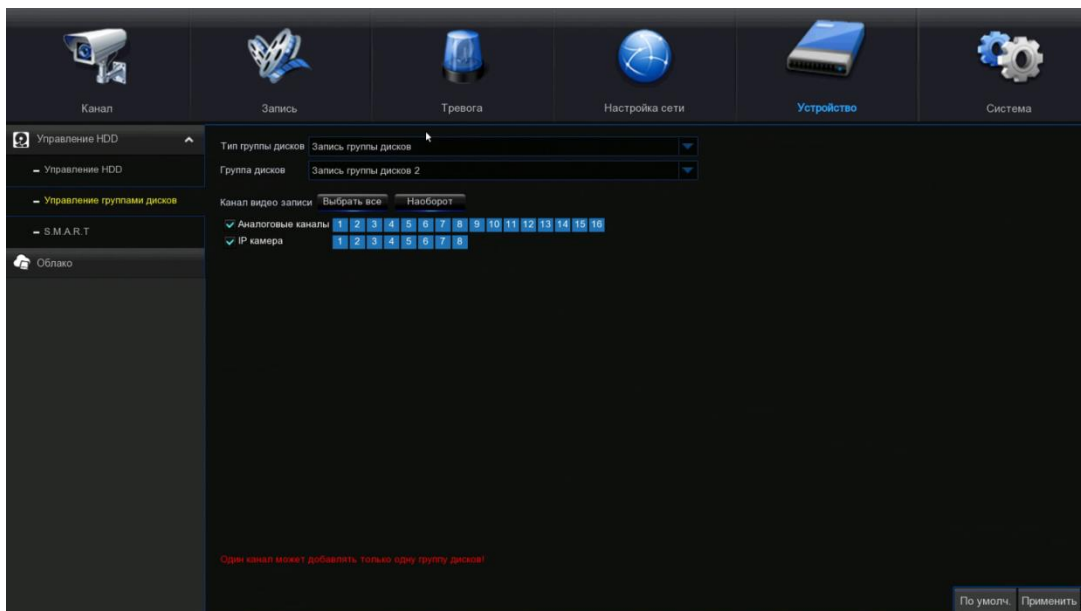 Канал Запись Тревога Настройка сети Устройство Система
Управление HDD
Управление HDD
Управление группами дисков
S.M.A.R.T
Облако
Тип группы дисков Запись группы дисков
Группа дисков Запись группы дисков 2
Канал видео записи Выбрать все Наоборот
Аналоговые каналы 1 2 3 4 5 6 7 8 9 10 11 12 13 14 15 16
IP камера 1 2 3 4 5 6 7 8
Один канал может добавлять только одну группу дисков!
По умолч. Применить